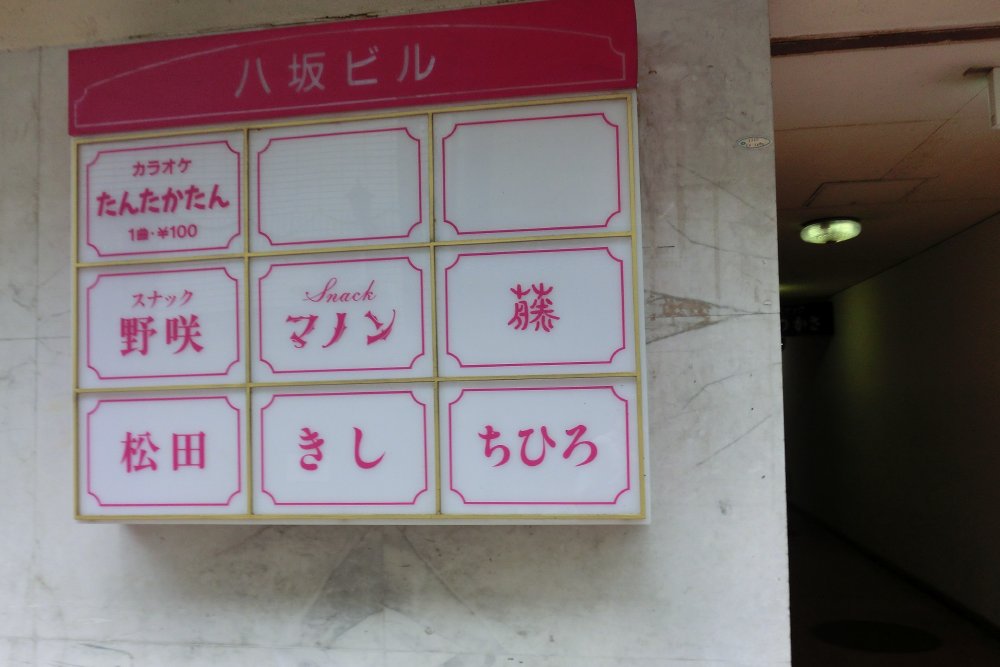 八坂ビル
カラオケ
たんたかたん
1曲・¥100
スナック
野咲
Snack
マノン
藤
松田
きし
ちひろ